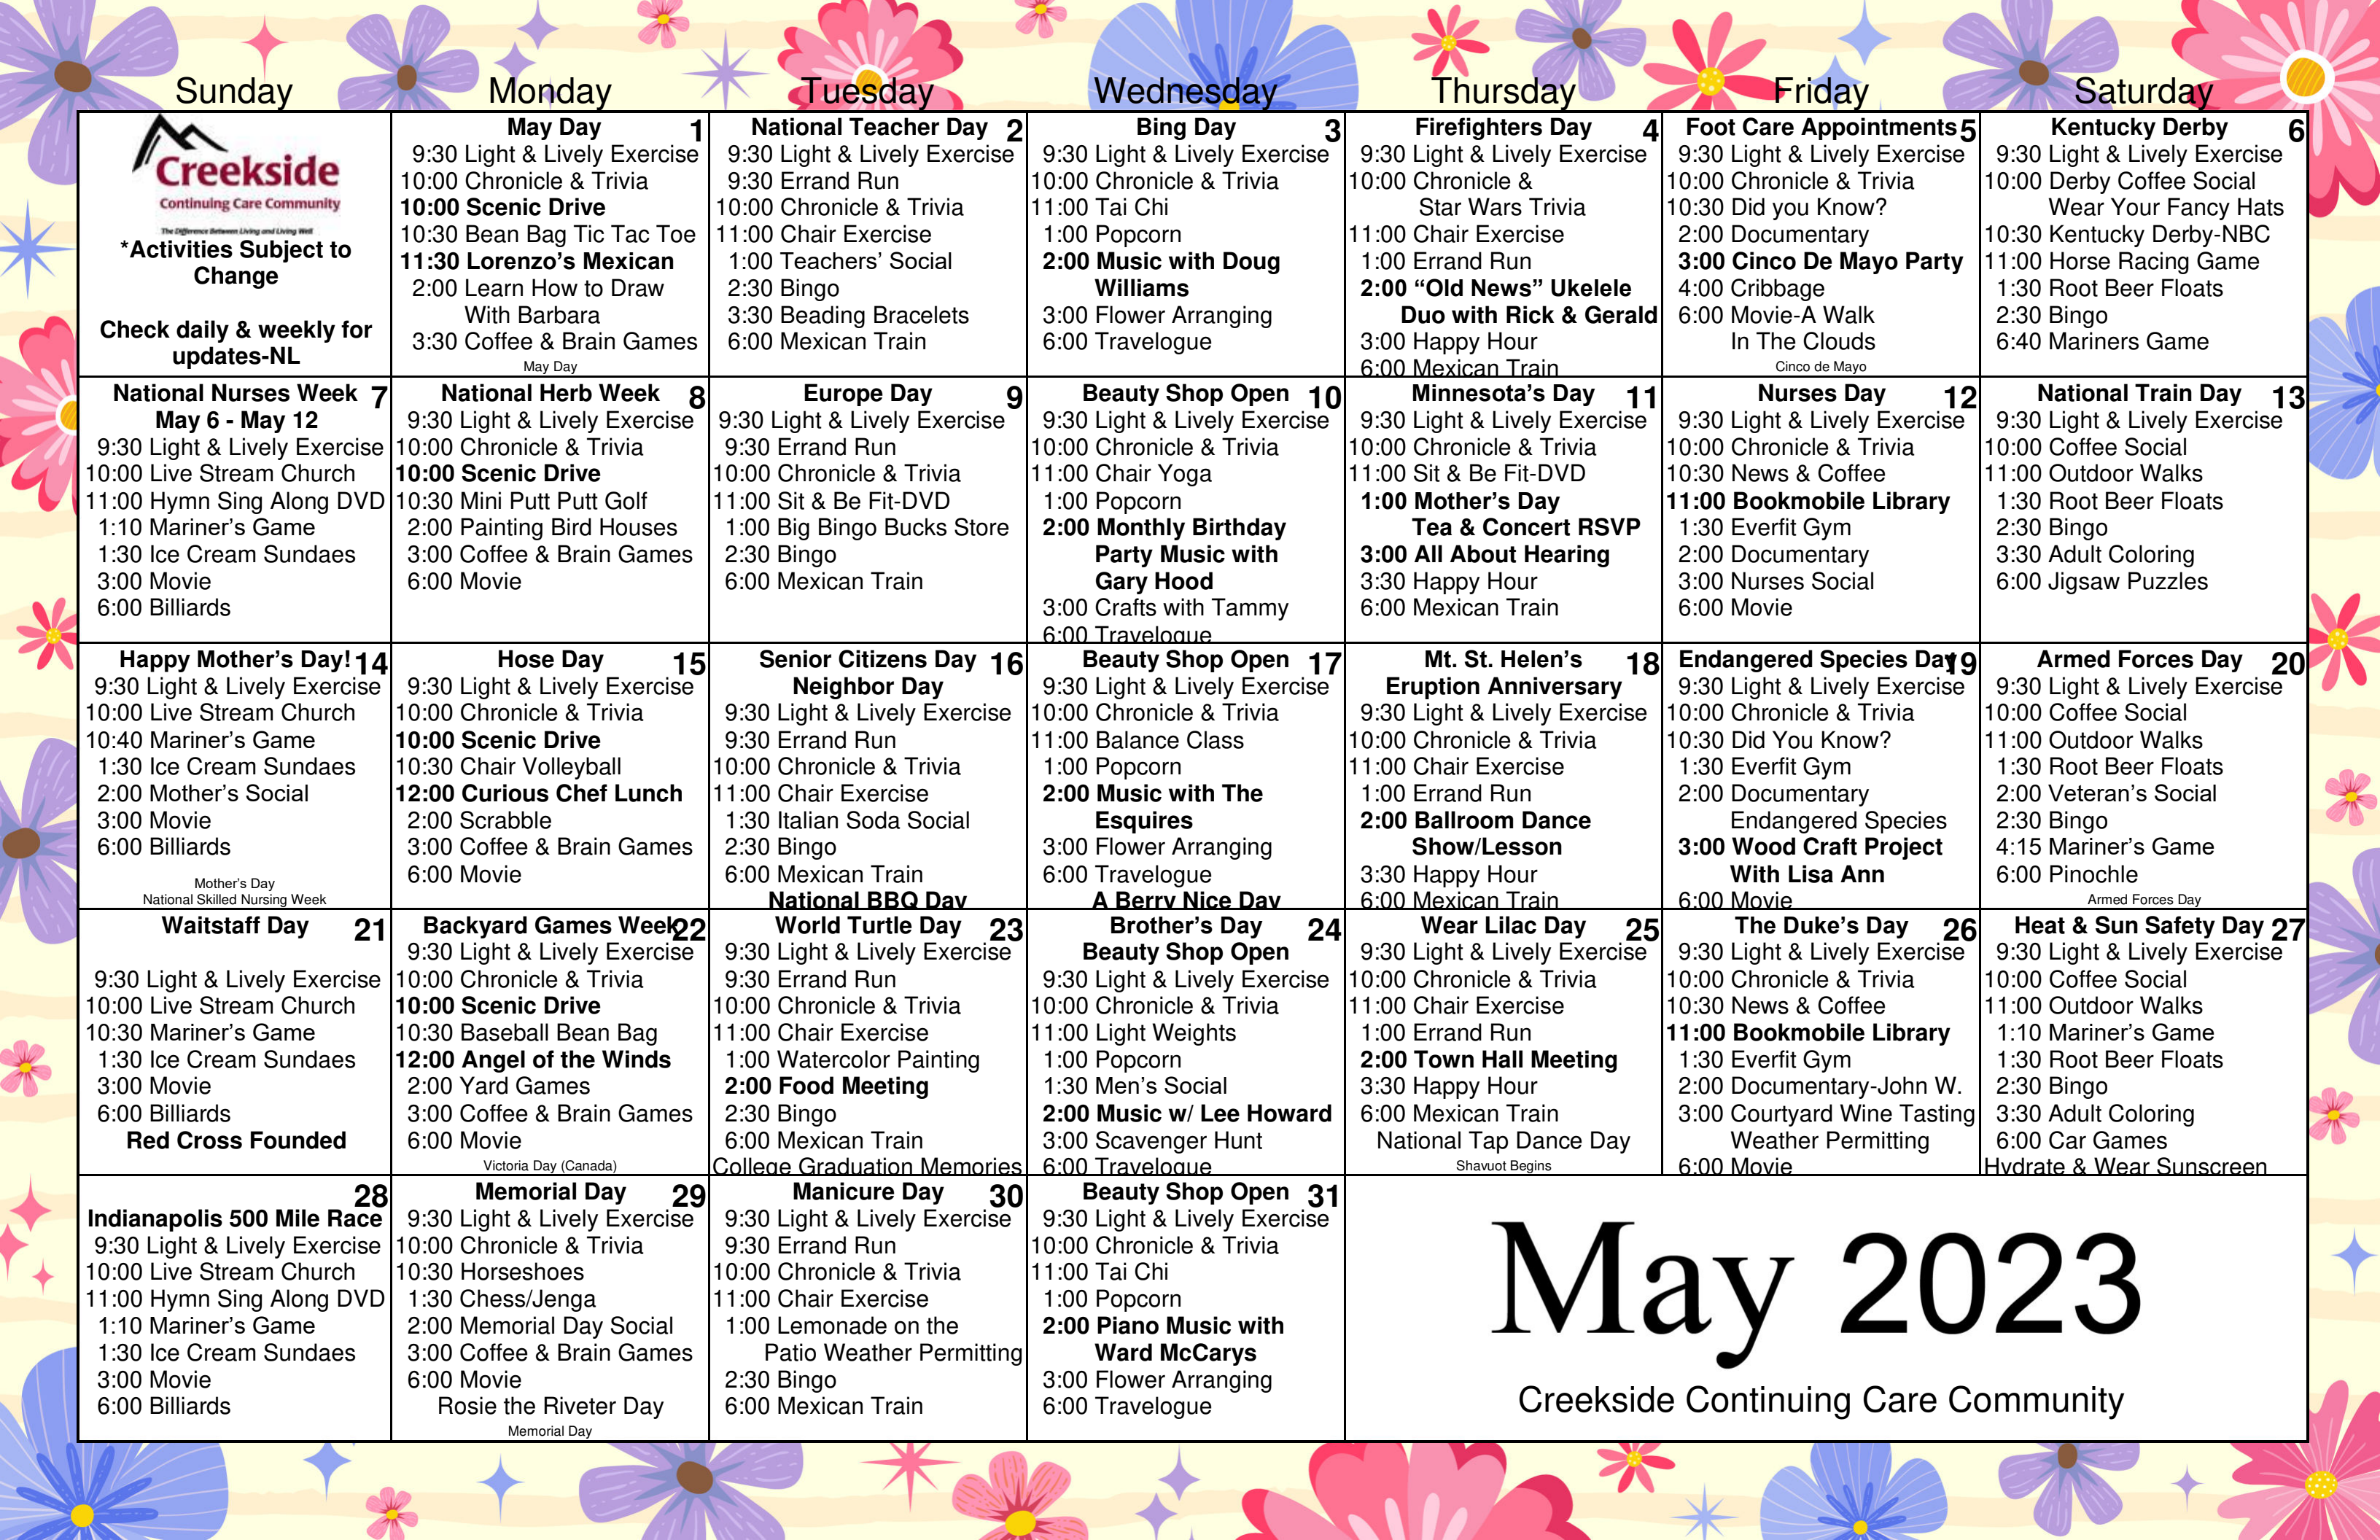 Sunday
Monday
Tuesday
Wednesday
Thursday
Friday
Saturday
Creekside
Continuing Care Community
The Difference Between Living and Living Well
*Activities Subject to
Change
Check daily & weekly for
updates-NL
May Day 1
9:30 Light & Lively Exercise
10:00 Chronicle & Trivia
10:00 Scenic Drive
10:30 Bean Bag Tic Tac Toe
11:30 Lorenzo's Mexican
2:00 Learn How to Draw
With Barbara
3:30 Coffee & Brain Games
May Day
National Teacher Day 2
9:30 Light & Lively Exercise
9:30 Errand Run
10:00 Chronicle & Trivia
11:00 Chair Exercise
1:00 Teachers' Social
2:30 Bingo
3:30 Beading Bracelets
6:00 Mexican Train
Bing Day 3
9:30 Light & Lively Exercise
10:00 Chronicle & Trivia
11:00 Tai Chi
1:00 Popcorn
2:00 Music with Doug
Williams
3:00 Flower Arranging
6:00 Travelogue
Firefighters Day 4
9:30 Light & Lively Exercise
10:00 Chronicle &
Star Wars Trivia
11:00 Chair Exercise
1:00 Errand Run
2:00 “Old News” Ukelele
Duo with Rick & Gerald
3:00 Happy Hour
6:00 Mexican Train
Foot Care Appointments 5
9:30 Light & Lively Exercise
10:00 Chronicle & Trivia
10:30 Did you Know?
2:00 Documentary
3:00 Cinco De Mayo Party
4:00 Cribbage
6:00 Movie-A Walk
In The Clouds
Cinco de Mayo
Kentucky Derby 6
9:30 Light & Lively Exercise
10:00 Derby Coffee Social
Wear Your Fancy Hats
10:30 Kentucky Derby-NBC
11:00 Horse Racing Game
1:30 Root Beer Floats
2:30 Bingo
6:40 Mariners Game
National Nurses Week 7
May 6 - May 12
9:30 Light & Lively Exercise
10:00 Live Stream Church
11:00 Hymn Sing Along DVD
1:10 Mariner's Game
1:30 Ice Cream Sundaes
3:00 Movie
6:00 Billiards
National Herb Week 8
9:30 Light & Lively Exercise
10:00 Chronicle & Trivia
10:00 Scenic Drive
10:30 Mini Putt Putt Golf
2:00 Painting Bird Houses
3:00 Coffee & Brain Games
6:00 Movie
Europe Day 9
9:30 Light & Lively Exercise
9:30 Errand Run
10:00 Chronicle & Trivia
11:00 Sit & Be Fit-DVD
1:00 Big Bingo Bucks Store
2:30 Bingo
6:00 Mexican Train
Beauty Shop Open 10
9:30 Light & Lively Exercise
10:00 Chronicle & Trivia
11:00 Chair Yoga
1:00 Popcorn
2:00 Monthly Birthday
Party Music with
Gary Hood
3:00 Crafts with Tammy
6:00 Travelogue
Minnesota's Day 11
9:30 Light & Lively Exercise
10:00 Chronicle & Trivia
11:00 Sit & Be Fit-DVD
1:00 Mother's Day
Tea & Concert RSVP
3:00 All About Hearing
3:30 Happy Hour
6:00 Mexican Train
Nurses Day 12
9:30 Light & Lively Exercise
10:00 Chronicle & Trivia
10:30 News & Coffee
11:00 Bookmobile Library
1:30 Everfit Gym
2:00 Documentary
3:00 Nurses Social
6:00 Movie
National Train Day 13
9:30 Light & Lively Exercise
10:00 Coffee Social
11:00 Outdoor Walks
1:30 Root Beer Floats
2:30 Bingo
3:30 Adult Coloring
6:00 Jigsaw Puzzles
Happy Mother's Day! 14
9:30 Light & Lively Exercise
10:00 Live Stream Church
10:40 Mariner's Game
1:30 Ice Cream Sundaes
2:00 Mother's Social
3:00 Movie
6:00 Billiards
Mother's Day
National Skilled Nursing Week
Hose Day 15
9:30 Light & Lively Exercise
10:00 Chronicle & Trivia
10:00 Scenic Drive
10:30 Chair Volleyball
12:00 Curious Chef Lunch
2:00 Scrabble
3:00 Coffee & Brain Games
6:00 Movie
Senior Citizens Day 16
Neighbor Day
9:30 Light & Lively Exercise
9:30 Errand Run
10:00 Chronicle & Trivia
11:00 Chair Exercise
1:30 Italian Soda Social
2:30 Bingo
6:00 Mexican Train
National BBQ Day
Beauty Shop Open 17
9:30 Light & Lively Exercise
10:00 Chronicle & Trivia
11:00 Balance Class
1:00 Popcorn
2:00 Music with The
Esquires
3:00 Flower Arranging
6:00 Travelogue
A Berry Nice Day
Mt. St. Helen's 18
Eruption Anniversary
9:30 Light & Lively Exercise
10:00 Chronicle & Trivia
11:00 Chair Exercise
1:00 Errand Run
2:00 Ballroom Dance
Show/Lesson
3:30 Happy Hour
6:00 Mexican Train
Endangered Species Day 19
9:30 Light & Lively Exercise
10:00 Chronicle & Trivia
10:30 Did You Know?
1:30 Everfit Gym
2:00 Documentary
Endangered Species
3:00 Wood Craft Project
With Lisa Ann
6:00 Movie
Armed Forces Day 20
9:30 Light & Lively Exercise
10:00 Coffee Social
11:00 Outdoor Walks
1:30 Root Beer Floats
2:00 Veteran's Social
2:30 Bingo
4:15 Mariner's Game
6:00 Pinochle
Armed Forces Day
Waitstaff Day 21
9:30 Light & Lively Exercise
10:00 Live Stream Church
10:30 Mariner's Game
1:30 Ice Cream Sundaes
3:00 Movie
6:00 Billiards
Red Cross Founded
Backyard Games Week 22
9:30 Light & Lively Exercise
10:00 Chronicle & Trivia
10:00 Scenic Drive
10:30 Baseball Bean Bag
12:00 Angel of the Winds
2:00 Yard Games
3:00 Coffee & Brain Games
6:00 Movie
Victoria Day (Canada)
World Turtle Day 23
9:30 Light & Lively Exercise
9:30 Errand Run
10:00 Chronicle & Trivia
11:00 Chair Exercise
1:00 Watercolor Painting
2:00 Food Meeting
2:30 Bingo
6:00 Mexican Train
College Graduation Memories
Brother's Day 24
Beauty Shop Open
9:30 Light & Lively Exercise
10:00 Chronicle & Trivia
11:00 Light Weights
1:00 Popcorn
1:30 Men's Social
2:00 Music w/ Lee Howard
3:00 Scavenger Hunt
6:00 Travelogue
Wear Lilac Day 25
9:30 Light & Lively Exercise
10:00 Chronicle & Trivia
11:00 Chair Exercise
1:00 Errand Run
2:00 Town Hall Meeting
3:30 Happy Hour
6:00 Mexican Train
National Tap Dance Day
Shavuot Begins
The Duke's Day 26
9:30 Light & Lively Exercise
10:00 Chronicle & Trivia
10:30 News & Coffee
11:00 Bookmobile Library
1:30 Everfit Gym
2:00 Documentary-John W.
3:00 Courtyard Wine Tasting
Weather Permitting
6:00 Movie
Heat & Sun Safety Day 27
9:30 Light & Lively Exercise
10:00 Coffee Social
11:00 Outdoor Walks
1:10 Mariner's Game
1:30 Root Beer Floats
2:30 Bingo
3:30 Adult Coloring
6:00 Car Games
Hydrate & Wear Sunscreen
28
Indianapolis 500 Mile Race
9:30 Light & Lively Exercise
10:00 Live Stream Church
11:00 Hymn Sing Along DVD
1:10 Mariner's Game
1:30 Ice Cream Sundaes
3:00 Movie
6:00 Billiards
Memorial Day 29
9:30 Light & Lively Exercise
10:00 Chronicle & Trivia
10:30 Horseshoes
1:30 Chess/Jenga
2:00 Memorial Day Social
3:00 Coffee & Brain Games
6:00 Movie
Rosie the Riveter Day
Memorial Day
Manicure Day 30
9:30 Light & Lively Exercise
9:30 Errand Run
10:00 Chronicle & Trivia
11:00 Chair Exercise
1:00 Lemonade on the
Patio Weather Permitting
2:30 Bingo
6:00 Mexican Train
Beauty Shop Open 31
9:30 Light & Lively Exercise
10:00 Chronicle & Trivia
11:00 Tai Chi
1:00 Popcorn
2:00 Piano Music with
Ward McCarys
3:00 Flower Arranging
6:00 Travelogue
May 2023
Creekside Continuing Care Community